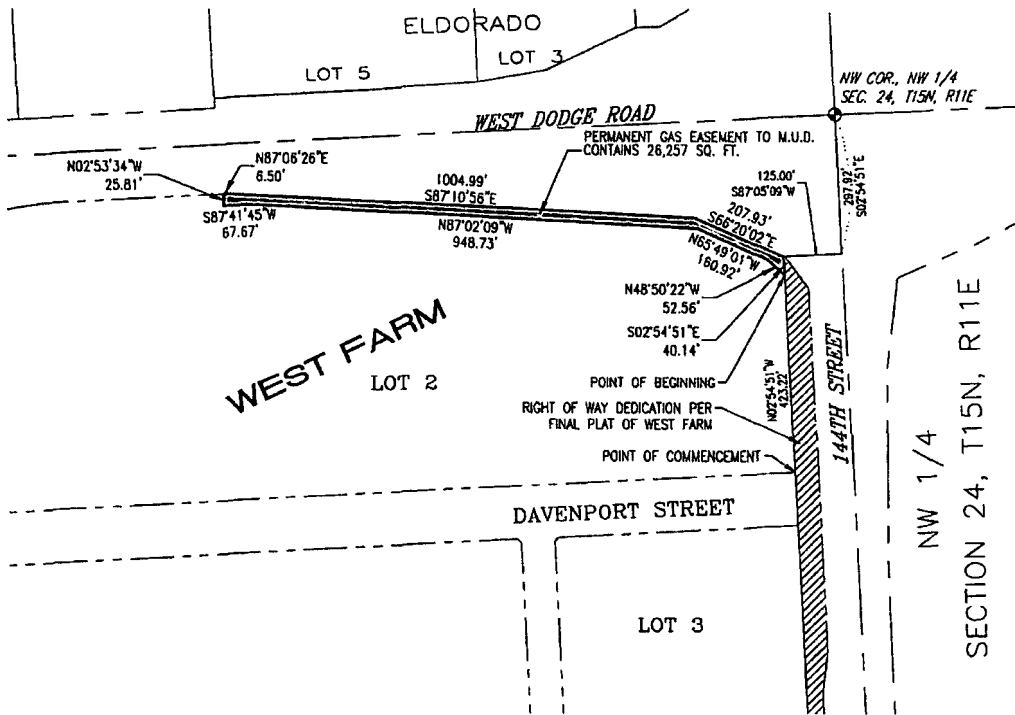 ELDORADO
LOT 3
LOT 5
NW COR., NW 1/4
SEC. 24, T15N, R11E
WEST DODGE ROAD
PERMANENT GAS EASEMENT TO M.U.D.
CONTAINS 26,257 SQ. FT.
N02°53'34"W
25.81'
N87°06'26"E
6.50'
1004.99'
S87°10'56"E
125.00'
S87°05'09"W
297.92'
S02°54'51"E
S87°41'45"W
67.67'
N87°02'09"W
948.73'
207.93'
S66°20'02"E
N65°49'01"W
160.92'
N48°50'22"W
52.56'
S02°54'51"E
40.14'
WEST FARM
LOT 2
POINT OF BEGINNING
N02°54'51"W
423.22'
RIGHT OF WAY DEDICATION PER
FINAL PLAT OF WEST FARM
144TH STREET
POINT OF COMMENCEMENT
NW 1/4
SECTION 24, T15N, R11E
DAVENPORT STREET
LOT 3